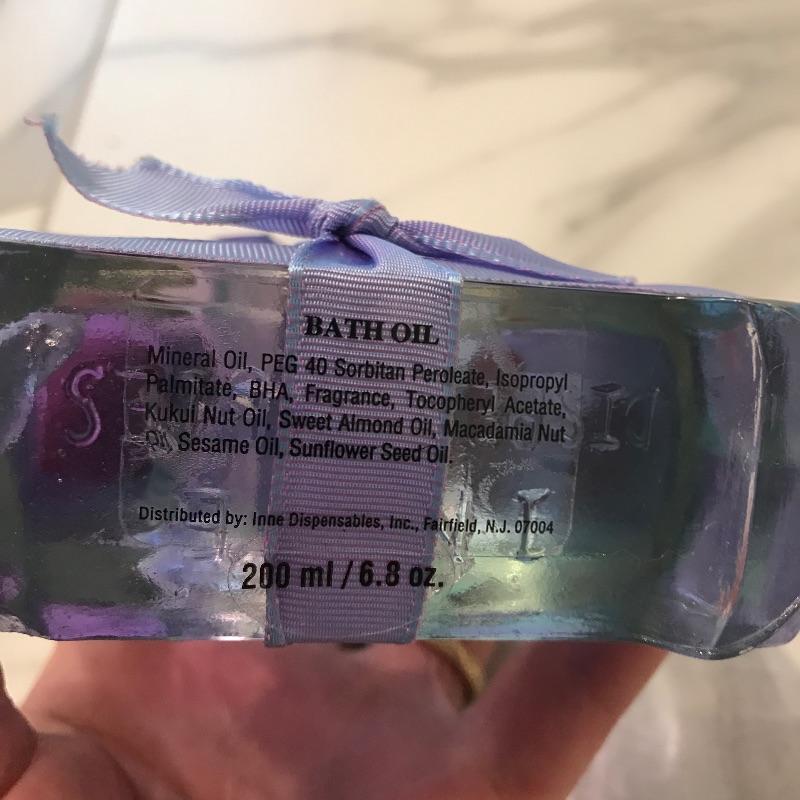 BATH OIL
Mineral Oil, PEG 40 Sorbitan Peroleate, Isopropyl
Palmitate, BHA, Fragrance, Tocopheryl Acetate,
Kukui Nut Oil, Sweet Almond Oil, Macadamia Nut
Oil, Sesame Oil, Sunflower Seed Oil.
Distributed by: Inne Dispensables, Inc., Fairfield, N.J. 07004
200 ml / 6.8 oz.